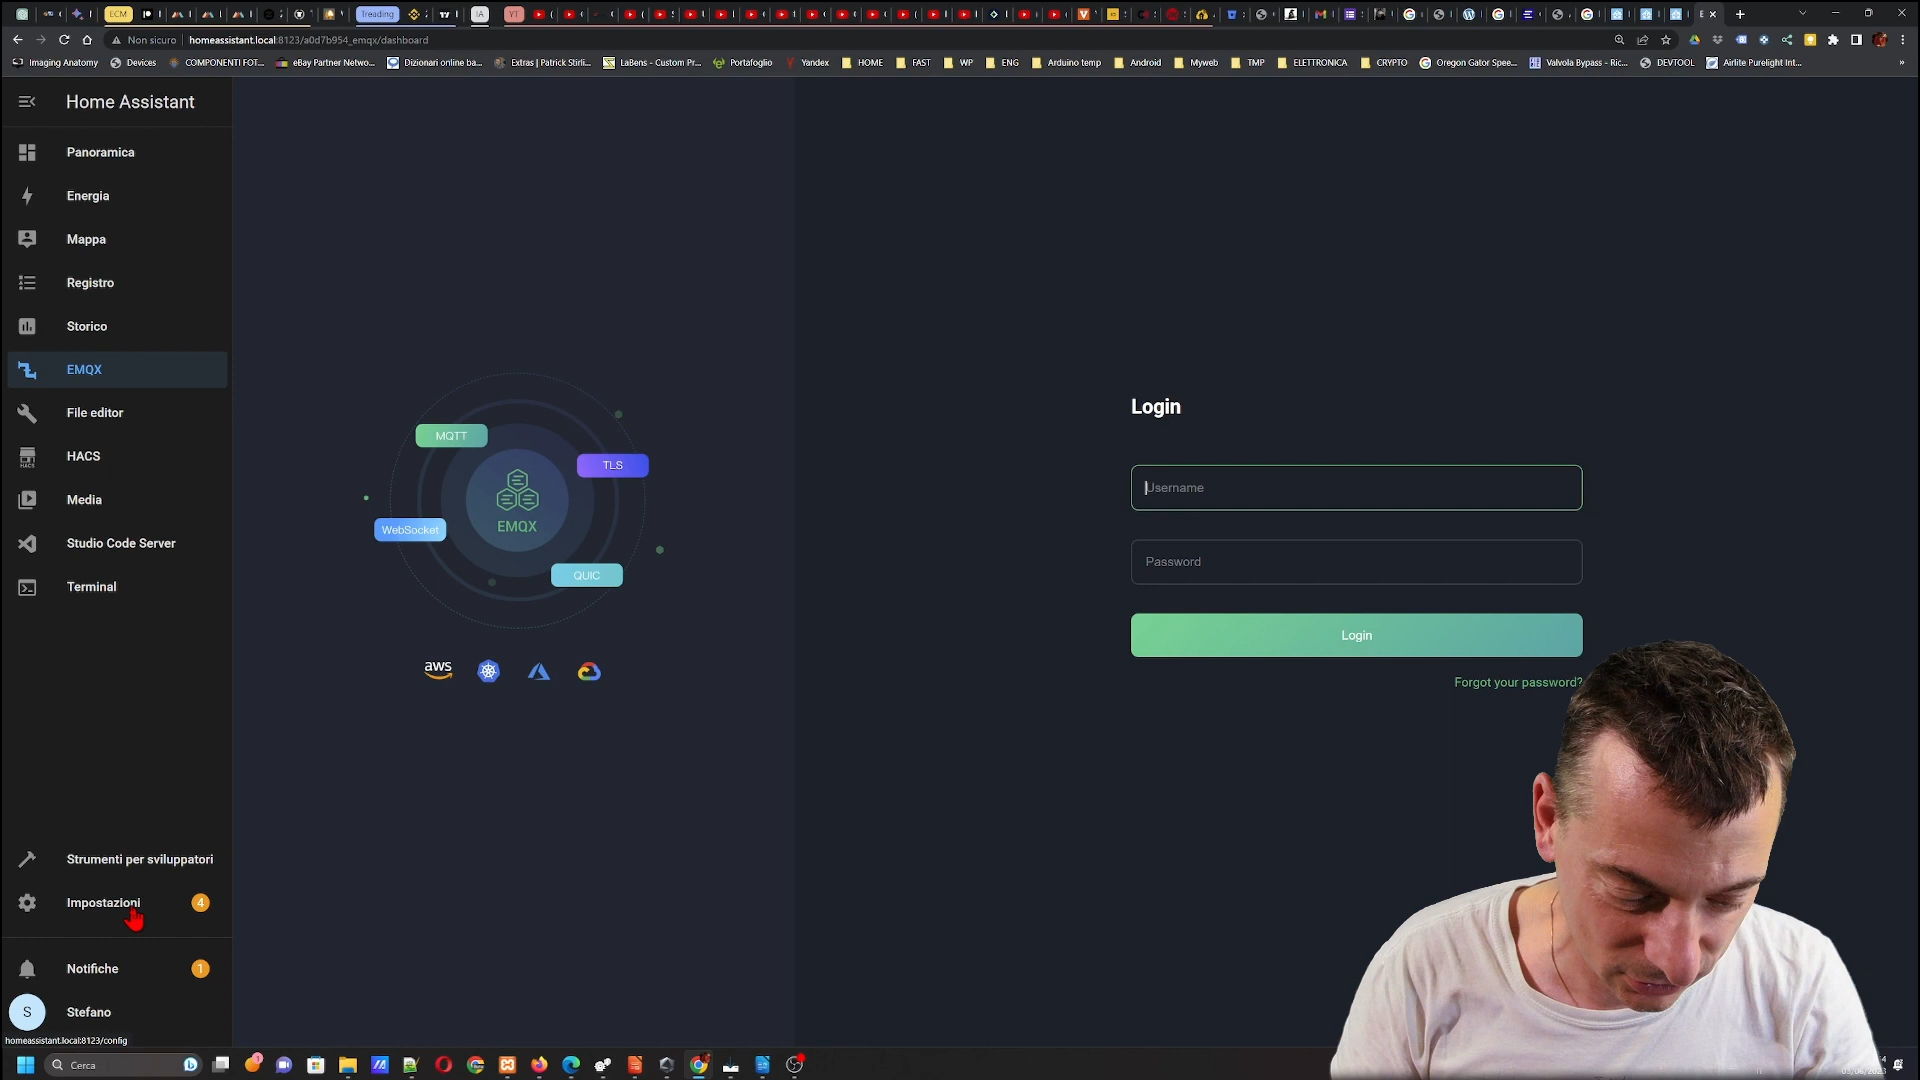 ECM
Treading
IA
YT
Non sicuro
homeassistant.local:8123/a0d7b954_emqx/dashboard
Imaging Anatomy
Devices
COMPONENTI FOT...
eBay Partner Netwo...
Dizionari online ba...
Extras | Patrick Stirli...
LaBens - Custom Pr...
Portafoglio
Yandex
HOME
FAST
WP
ENG
Arduino temp
Android
Myweb
TMP
ELETTRONICA
CRYPTO
Oregon Gator Spee...
Valvola Bypass - Ric...
DEVTOOL
Airlite Purelight Int...
Home Assistant
Panoramica
Energia
Mappa
Registro
Storico
EMQX
File editor
HACS
Media
Studio Code Server
Terminal
Strumenti per sviluppatori
Impostazioni
4
Notifiche
1
S
Stefano
homeassistant.local:8123/config
MQTT
TLS
EMQX
WebSocket
QUIC
aws
Login
Username
Password
Login
Forgot your password?
Cerca